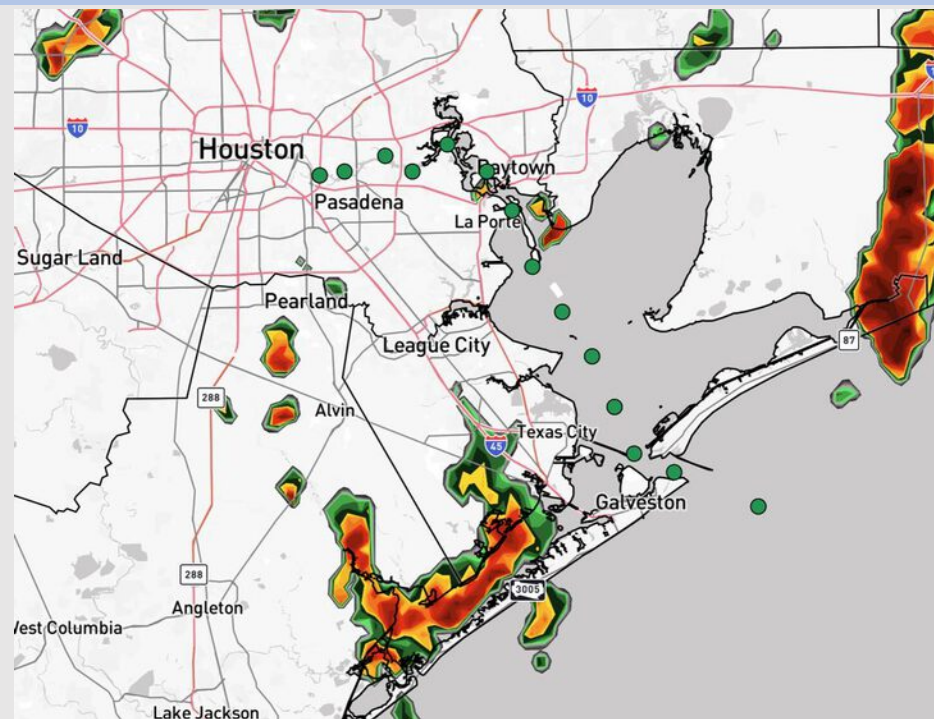 10
10
Houston
Baytown
Pasadena
La Porte
Sugar Land
Pearland
87
League City
288
Alvin
Texas City
45
Galveston
288
3005
Angleton
West Columbia
Lake Jackson